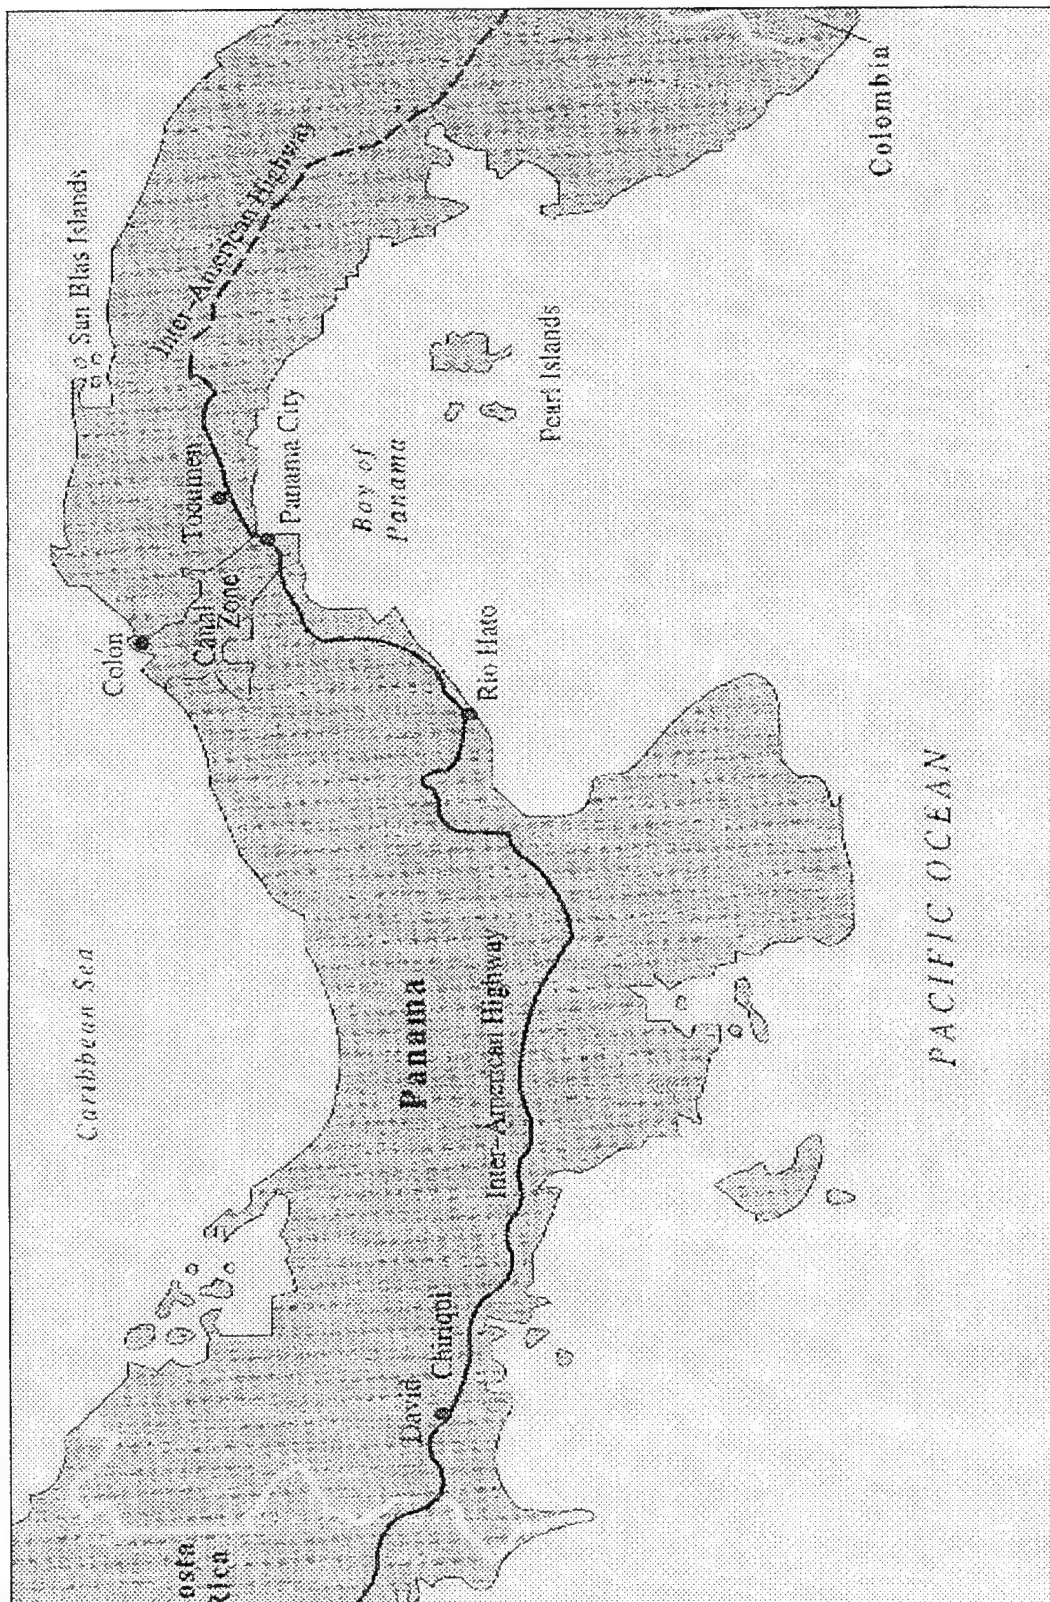 Caribbean Sea
San Blas Islands
Colón
Canal
Zone
Tocumen
Inter-American Highway
osta
Rica
Panama City
Bay of
Panama
Panama
David
Chiriqui
Inter-American Highway
Rio Hato
Pearl Islands
Colombia
PACIFIC OCEAN